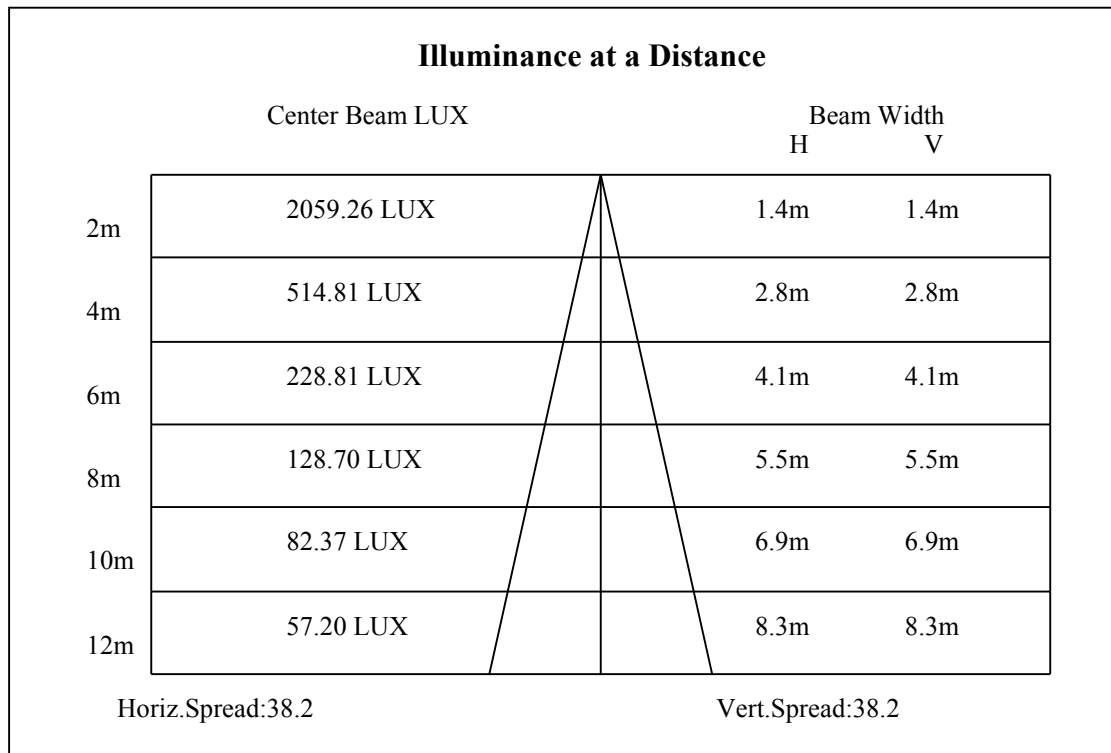 Illuminance at a Distance
Center Beam LUX Beam Width
H V
2m 2059.26 LUX 1.4m 1.4m
4m 514.81 LUX 2.8m 2.8m
6m 228.81 LUX 4.1m 4.1m
8m 128.70 LUX 5.5m 5.5m
10m 82.37 LUX 6.9m 6.9m
12m 57.20 LUX 8.3m 8.3m
Horiz.Spread:38.2 Vert.Spread:38.2